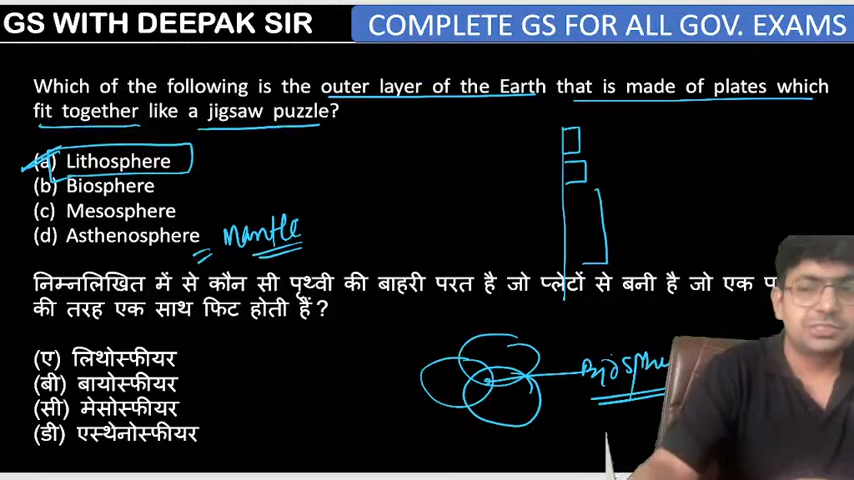 GS WITH DEEPAK SIR
COMPLETE GS FOR ALL GOV. EXAMS
Which of the following is the outer layer of the Earth that is made of plates which
fit together like a jigsaw puzzle?
(a) Lithosphere
(b) Biosphere
(c) Mesosphere
(d) Asthenosphere
Mantle
निम्नलिखित में से कौन सी पृथ्वी की बाहरी परत है जो प्लेटों से बनी है जो एक
की तरह एक साथ फिट होती हैं?
(ए) लिथोस्फीयर
(बी) बायोस्फीयर
(सी) मेसोस्फीयर
(डी) एस्थेनोस्फीयर